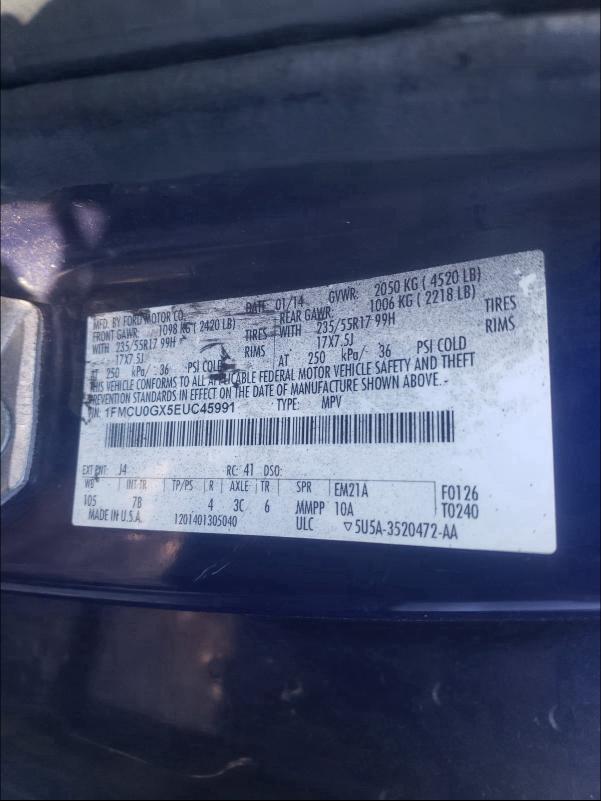 MFD. BY FORD MOTOR CO.
DATE 01/14 GVWR: 2050 KG ( 4520 LB)
FRONT GAWR: 1098 KG ( 2420 LB) REAR GAWR: 1006 KG ( 2218 LB)
WITH 235/55R17 99H TIRES WITH 235/55R17 99H TIRES
17X7.5J RIMS 17X7.5J RIMS
AT 250 kPa/ 36 PSI COLD AT 250 kPa/ 36 PSI COLD
THIS VEHICLE CONFORMS TO ALL APPLICABLE FEDERAL MOTOR VEHICLE SAFETY AND THEFT
PREVENTION STANDARDS IN EFFECT ON THE DATE OF MANUFACTURE SHOWN ABOVE.
1FMCU0GX5EUC45991 TYPE: MPV
EXT PNT: J4 RC: 41 DSO:
WB INT TR TP/PS R AXLE TR SPR EM21A F0126
105 7B 4 3C 6 MMPP 10A T0240
MADE IN U.S.A. 1201401305040 ULC ▽5U5A-3520472-AA